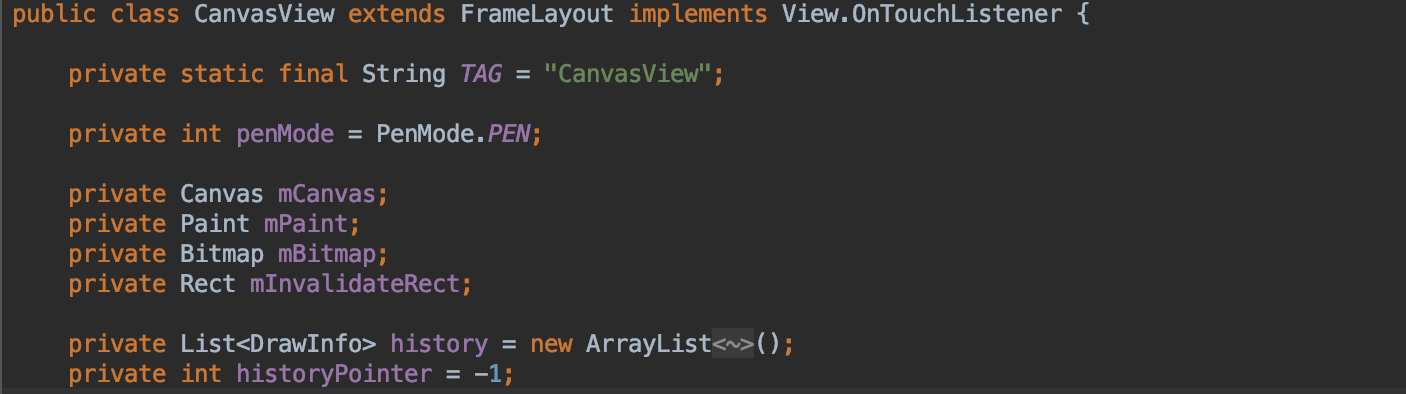 public class CanvasView extends FrameLayout implements View.OnTouchListener {
private static final String TAG = "CanvasView";
private int penMode = PenMode.PEN;
private Canvas mCanvas;
private Paint mPaint;
private Bitmap mBitmap;
private Rect mInvalidateRect;
private List<DrawInfo> history = new ArrayList<~>();
private int historyPointer = -1;